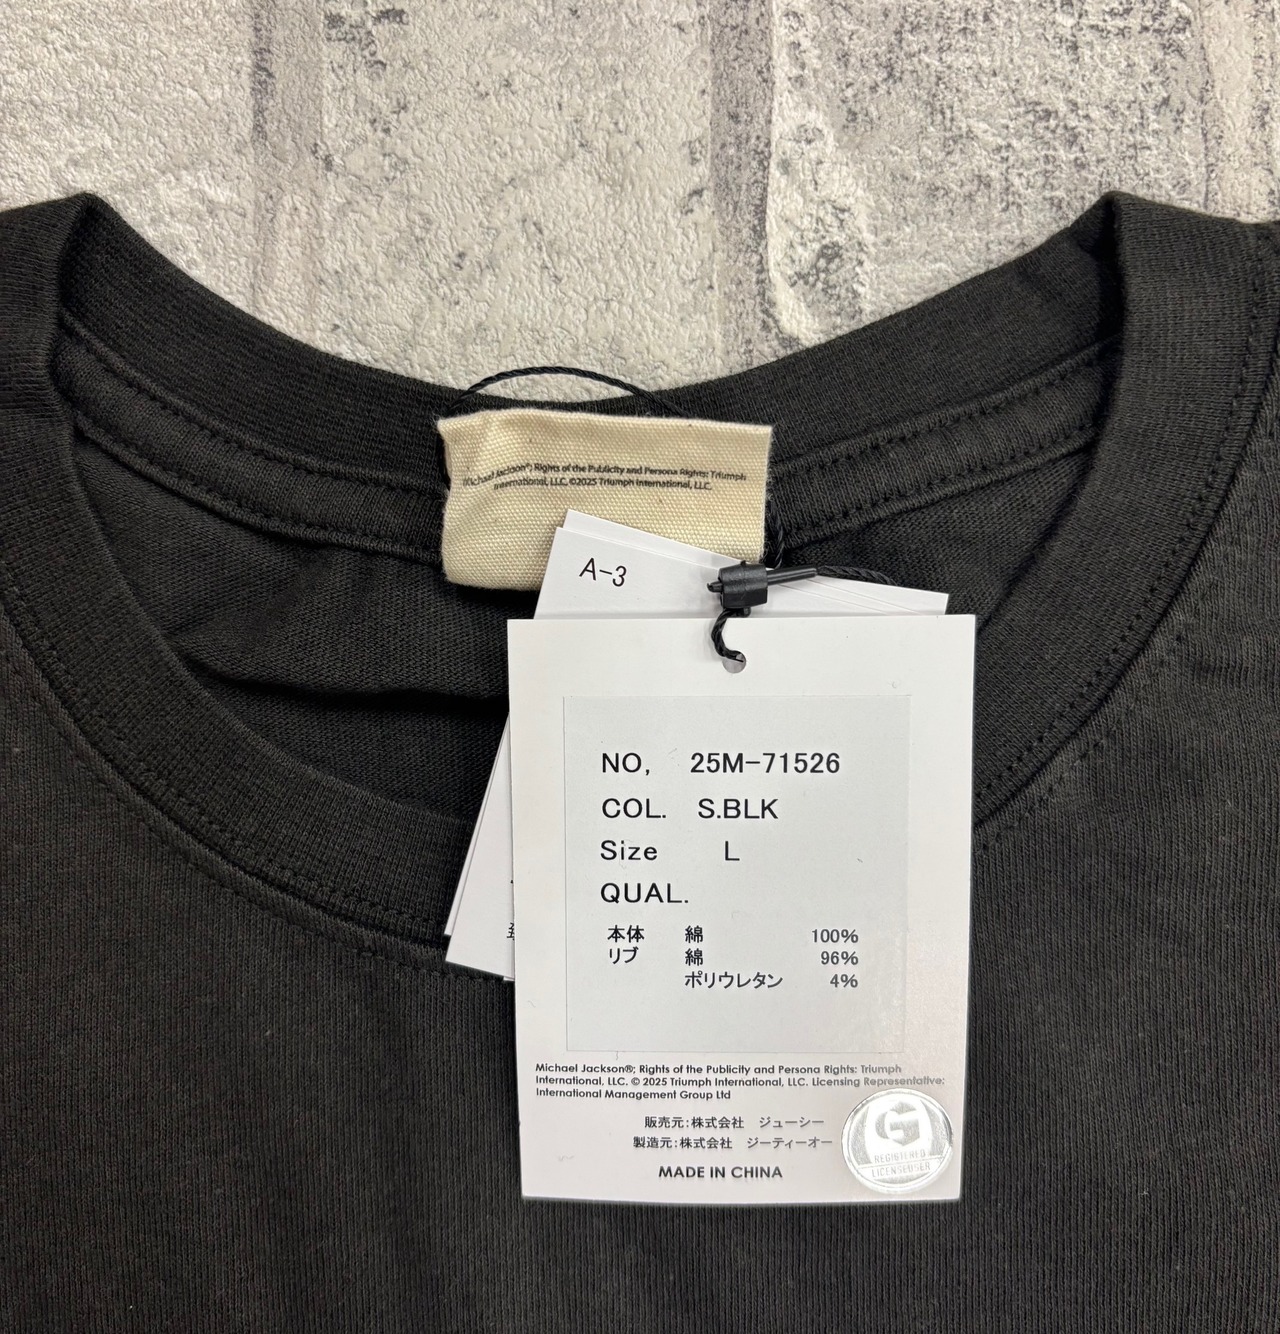 Michael Jackson®; Rights of the Publicity and Persona Rights: Triumph
International, LLC. ©2025 Triumph International, LLC.
A-3
NO, 25M-71526
COL. S.BLK
Size L
QUAL.
本体 綿 100%
リブ 綿 96%
ポリウレタン 4%
Michael Jackson®; Rights of the Publicity and Persona Rights: Triumph
International, LLC. © 2025 Triumph International, LLC. Licensing Representative:
International Management Group Ltd
販売元:株式会社 ジューシー
製造元:株式会社 ジーティーオー
MADE IN CHINA
G
REGISTERED
LICENSEUSER